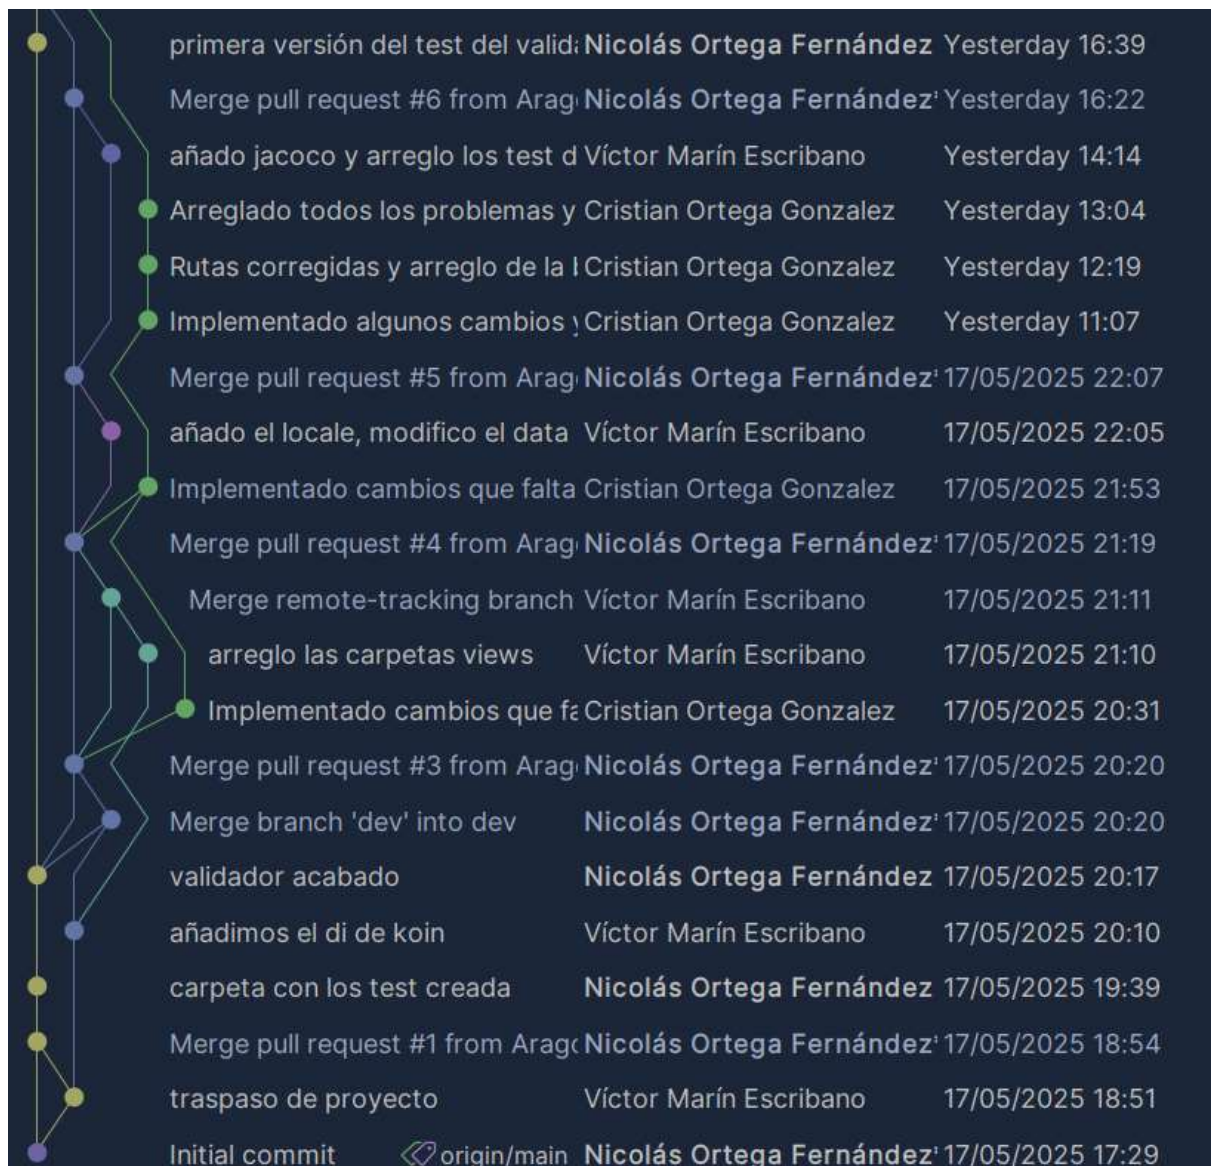 primera versión del test del valida Nicolás Ortega Fernández Yesterday 16:39
Merge pull request #6 from Arag Nicolás Ortega Fernández* Yesterday 16:22
añado jacoco y arreglo los test d Víctor Marín Escribano Yesterday 14:14
Arreglado todos los problemas y Cristian Ortega Gonzalez Yesterday 13:04
Rutas corregidas y arreglo de la Cristian Ortega Gonzalez Yesterday 12:19
Implementado algunos cambios y Cristian Ortega Gonzalez Yesterday 11:07
Merge pull request #5 from Arag Nicolás Ortega Fernández* 17/05/2025 22:07
añado el locale, modifico el data Víctor Marín Escribano 17/05/2025 22:05
Implementado cambios que falta Cristian Ortega Gonzalez 17/05/2025 21:53
Merge pull request #4 from Arag Nicolás Ortega Fernández* 17/05/2025 21:19
Merge remote-tracking branch Víctor Marín Escribano 17/05/2025 21:11
arreglo las carpetas views Víctor Marín Escribano 17/05/2025 21:10
Implementado cambios que fa Cristian Ortega Gonzalez 17/05/2025 20:31
Merge pull request #3 from Arag Nicolás Ortega Fernández* 17/05/2025 20:20
Merge branch 'dev' into dev Nicolás Ortega Fernández* 17/05/2025 20:20
validador acabado Nicolás Ortega Fernández 17/05/2025 20:17
añadimos el di de koin Víctor Marín Escribano 17/05/2025 20:10
carpeta con los test creada Nicolás Ortega Fernández 17/05/2025 19:39
Merge pull request #1 from Arago Nicolás Ortega Fernández* 17/05/2025 18:54
traspaso de proyecto Víctor Marín Escribano 17/05/2025 18:51
Initial commit origin/main Nicolás Ortega Fernández* 17/05/2025 17:29